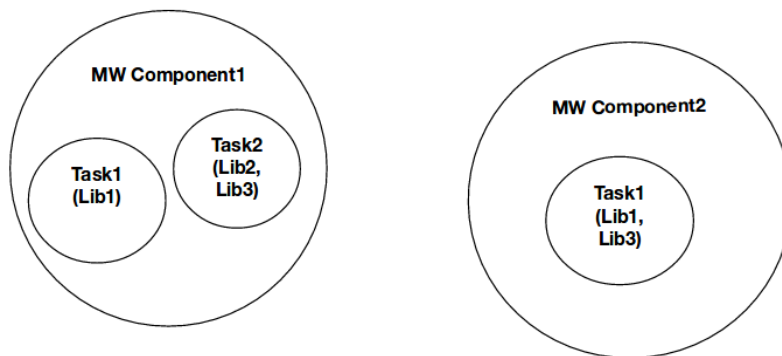 MW Component1
Task1
(Lib1)
Task2
(Lib2,
Lib3)
MW Component2
Task1
(Lib1,
Lib3)